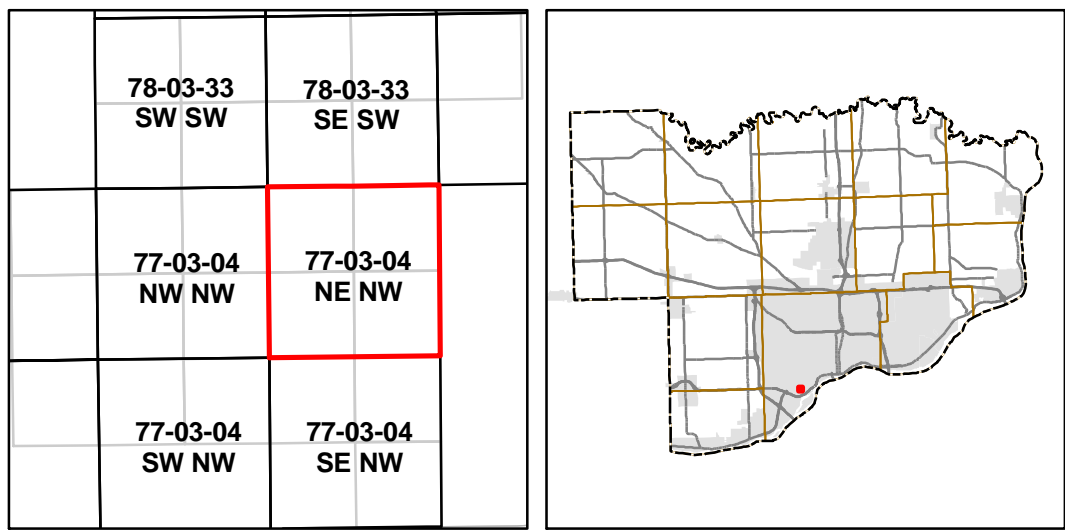 78-03-33
SW SW
78-03-33
SE SW
77-03-04
NW NW
77-03-04
NE NW
77-03-04
SW NW
77-03-04
SE NW